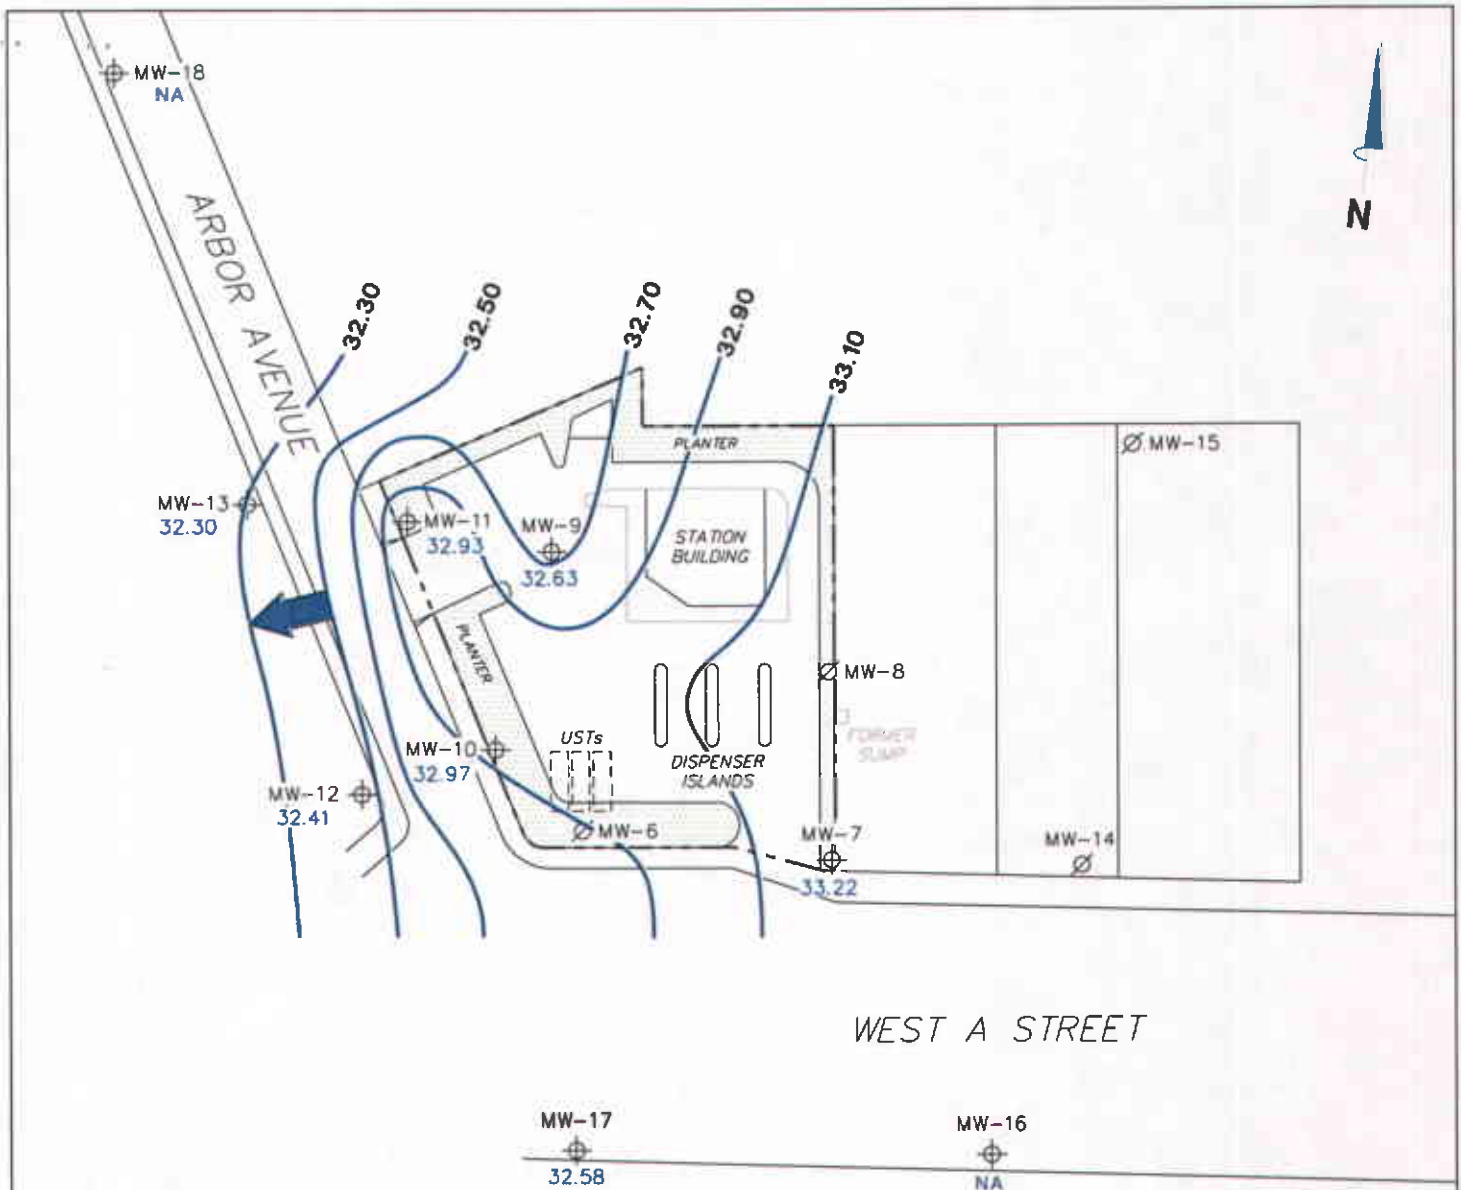 MW-18
NA
N
ARBOR AVENUE
32.30
32.50
32.70
32.90
33.10
PLANTER
MW-15
MW-13
32.30
MW-11
32.93
MW-9
32.63
STATION
BUILDING
PLANTER
MW-8
FORMER
SUMP
MW-10
32.97
USTs
DISPENSER
ISLANDS
MW-12
32.41
MW-6
MW-7
33.22
MW-14
WEST A STREET
MW-17
32.58
MW-16
NA